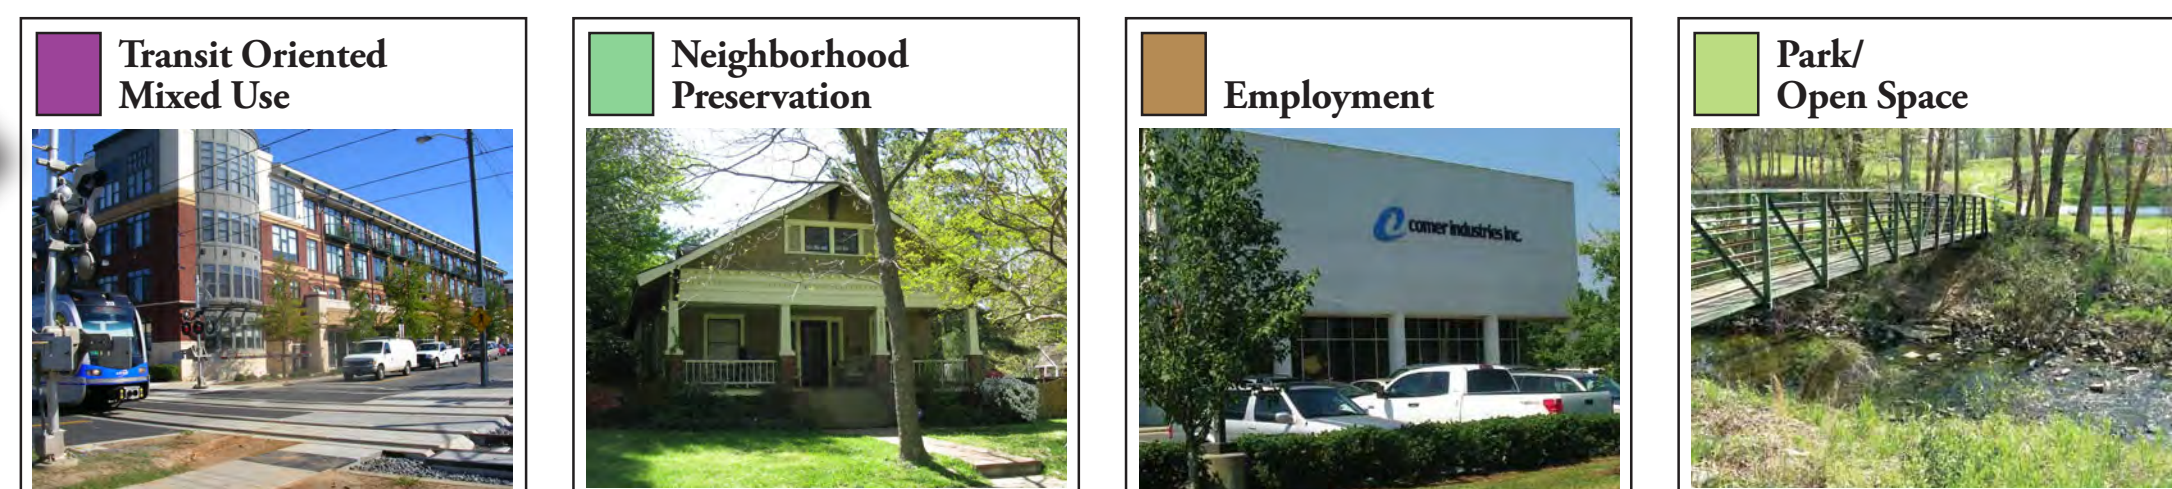 Transit Oriented
Mixed Use
Neighborhood
Preservation
Employment
Park/
Open Space
comer industries inc.